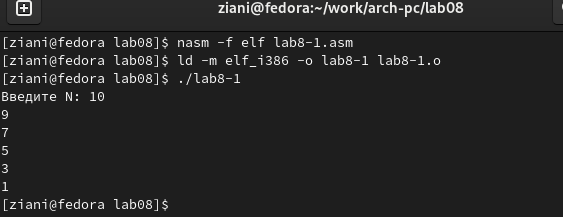 ziani@fedora:~/work/arch-pc/lab08
[ziani@fedora lab08]$ nasm -f elf lab8-1.asm
[ziani@fedora lab08]$ ld -m elf_i386 -o lab8-1 lab8-1.o
[ziani@fedora lab08]$ ./lab8-1
Введите N: 10
9
7
5
3
1
[ziani@fedora lab08]$